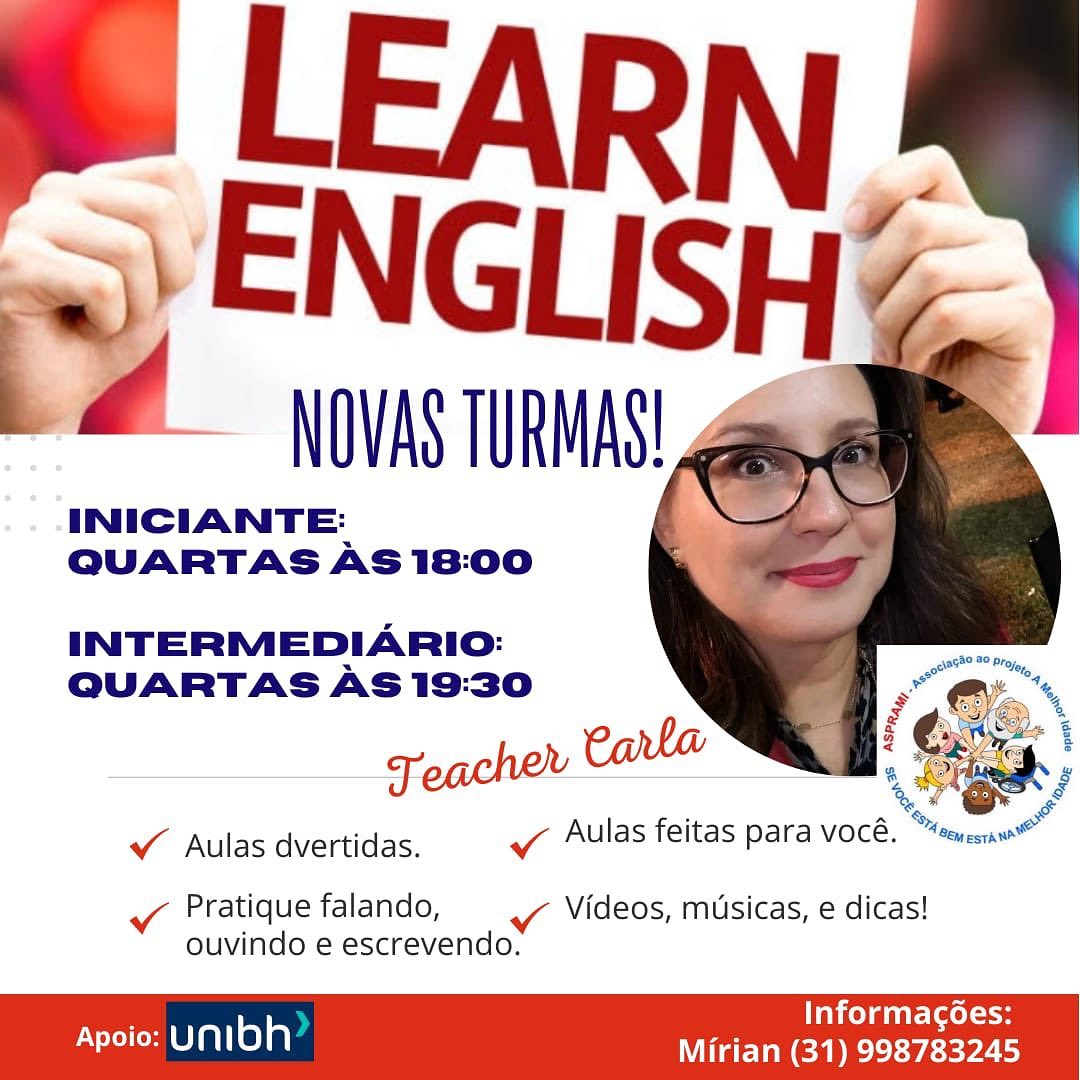 LEARN
ENGLISH
NOVAS TURMAS!
INICIANTE:
QUARTAS ÀS 18:00
INTERMEDIÁRIO:
QUARTAS ÀS 19:30
Teacher Carla
ASPRAMI - Associação ao projeto A Melhor Idade
SE VOCÊ ESTÁ BEM ESTÁ NA MELHOR IDADE
Aulas dvertidas.
Aulas feitas para você.
Pratique falando,
ouvindo e escrevendo.
Vídeos, músicas, e dicas!
Apoio: unibh
Informações:
Mírian (31) 998783245